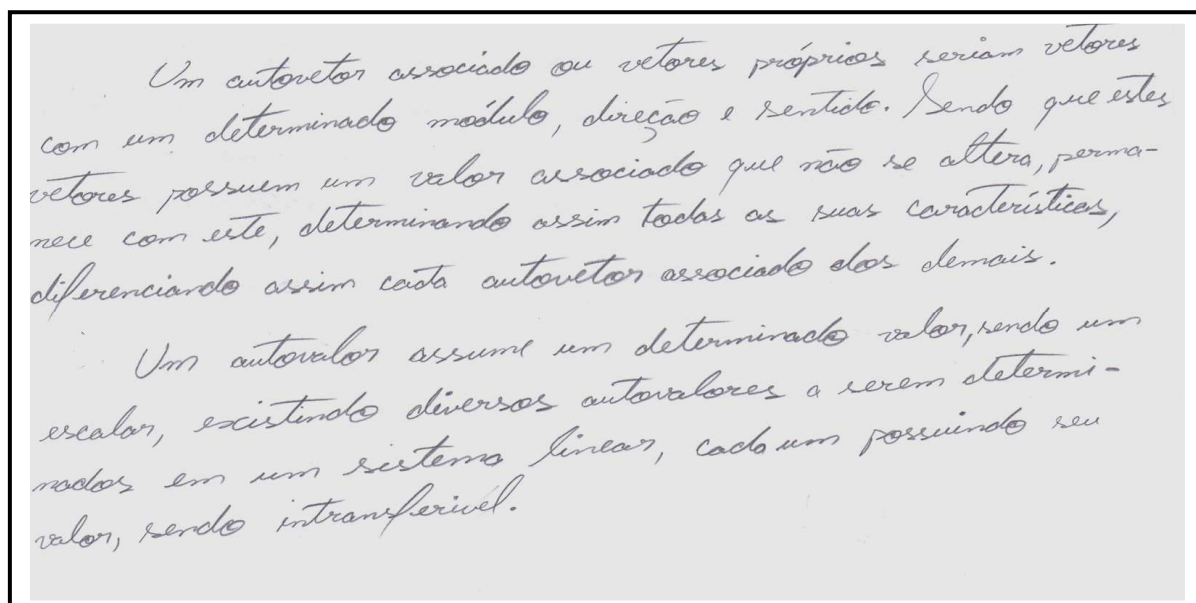 Um autovetor associado ou vetores próprios seriam vetores
com um determinado módulo, direção e sentido. Sendo que estes
vetores possuem um valor associado que não se altera, perma-
nece com este, determinando assim todas as suas características,
diferenciando assim cada autovetor associado dos demais.
Um autovalor assume um determinado valor, sendo um
escalar, existindo diversos autovalores a serem determi-
nados em um sistema linear, cada um possuindo seu
valor, sendo intransferível.